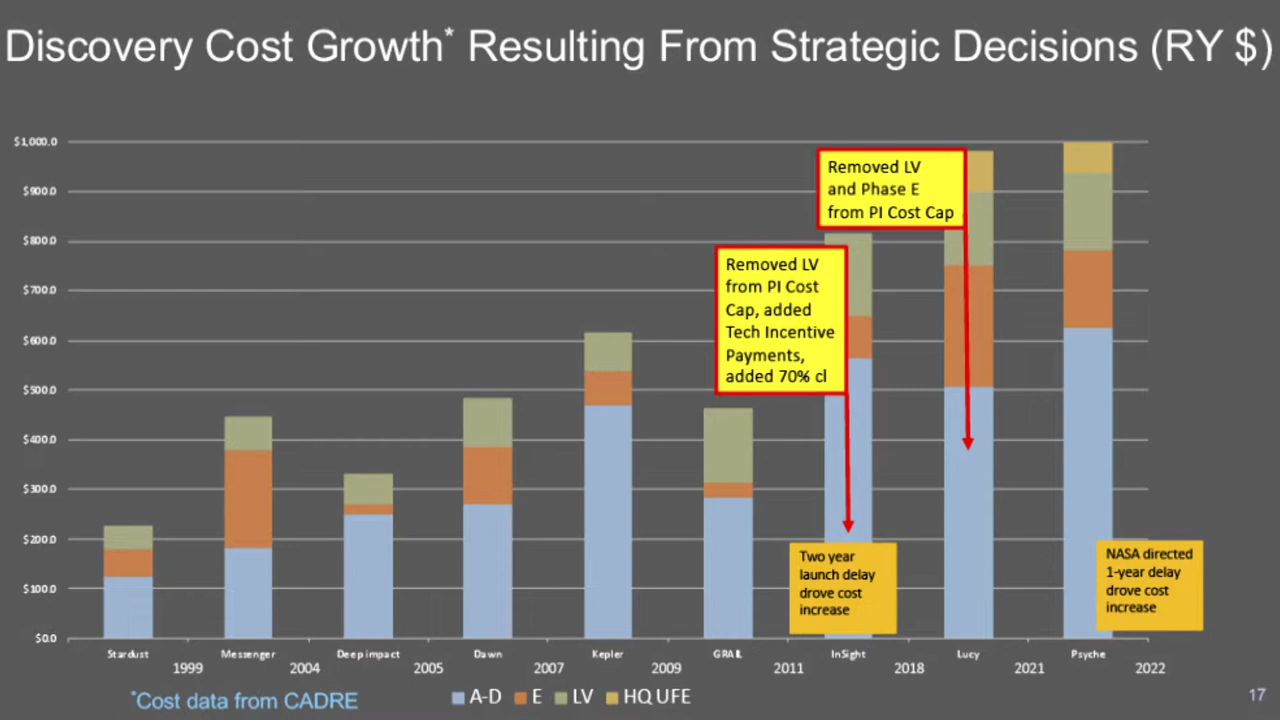 Discovery Cost Growth* Resulting From Strategic Decisions (RY $)
$1,000.0
$900.0
$800.0
$700.0
$600.0
$500.0
$400.0
$300.0
$200.0
$100.0
$0.0
Removed LV
and Phase E
from PI Cost Cap
Removed LV
from PI Cost
Cap, added
Tech Incentive
Payments,
added 70% cl
Two year
launch delay
drove cost
increase
NASA directed
1-year delay
drove cost
increase
Stardust Messenger Deep impact Dawn Kepler GRAIL InSight Lucy Psyche
1999 2004 2005 2007 2009 2011 2018 2021 2022
*Cost data from CADRE
A-D E LV HQ UFE
17